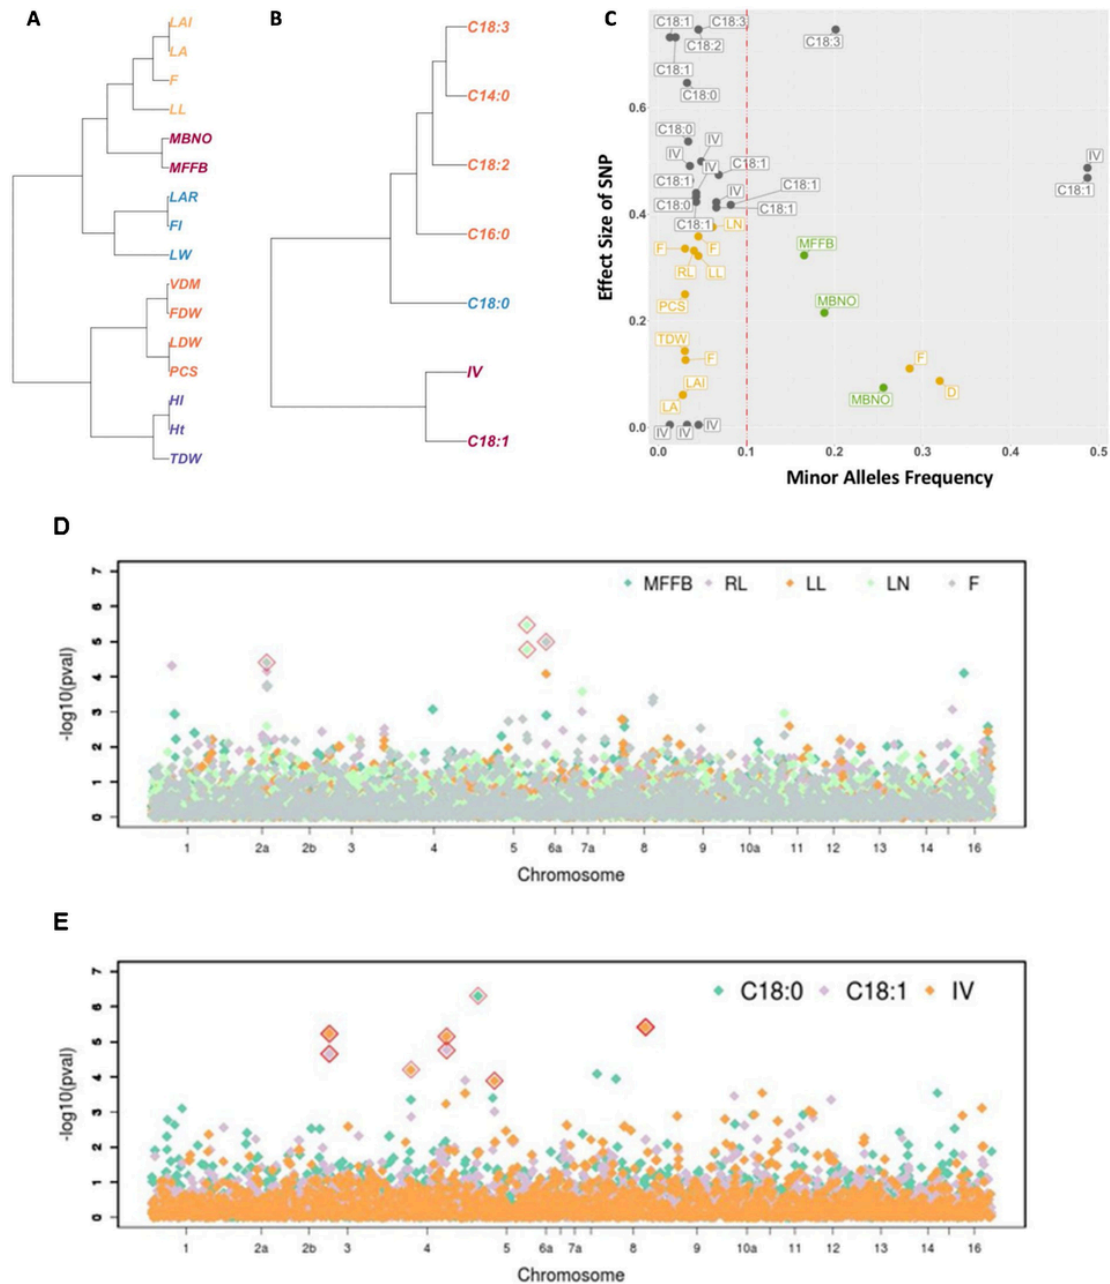 A
LAI
LA
F
LL
MBNO
MFFB
LAR
FI
LW
VDM
FDW
LDW
PCS
HI
Ht
TDW
B
C18:3
C14:0
C18:2
C16:0
C18:0
IV
C18:1
C
C18:1
C18:3
C18:2
C18:3
C18:1
C18:0
C18:0
IV
IV
IV
C18:1
IV
C18:1
IV
C18:1
C18:1
C18:0
C18:1
C18:1
LN
F
F
MFFB
RL
LL
PCS
MBNO
TDW
F
F
LAI
D
LA
MBNO
IV
IV
IV
0.6
0.4
0.2
0.0
Effect Size of SNP
0.0 0.1 0.2 0.3 0.4 0.5
Minor Alleles Frequency
D
MFFB RL LL LN F
7
6
5
4
3
2
1
0
-log10(pval)
1 2a 2b 3 4 5 6a 7a 8 9 10a 11 12 13 14 16
Chromosome
E
C18:0 C18:1 IV
7
6
5
4
3
2
1
0
-log10(pval)
1 2a 2b 3 4 5 6a 7a 8 9 10a 11 12 13 14 16
Chromosome